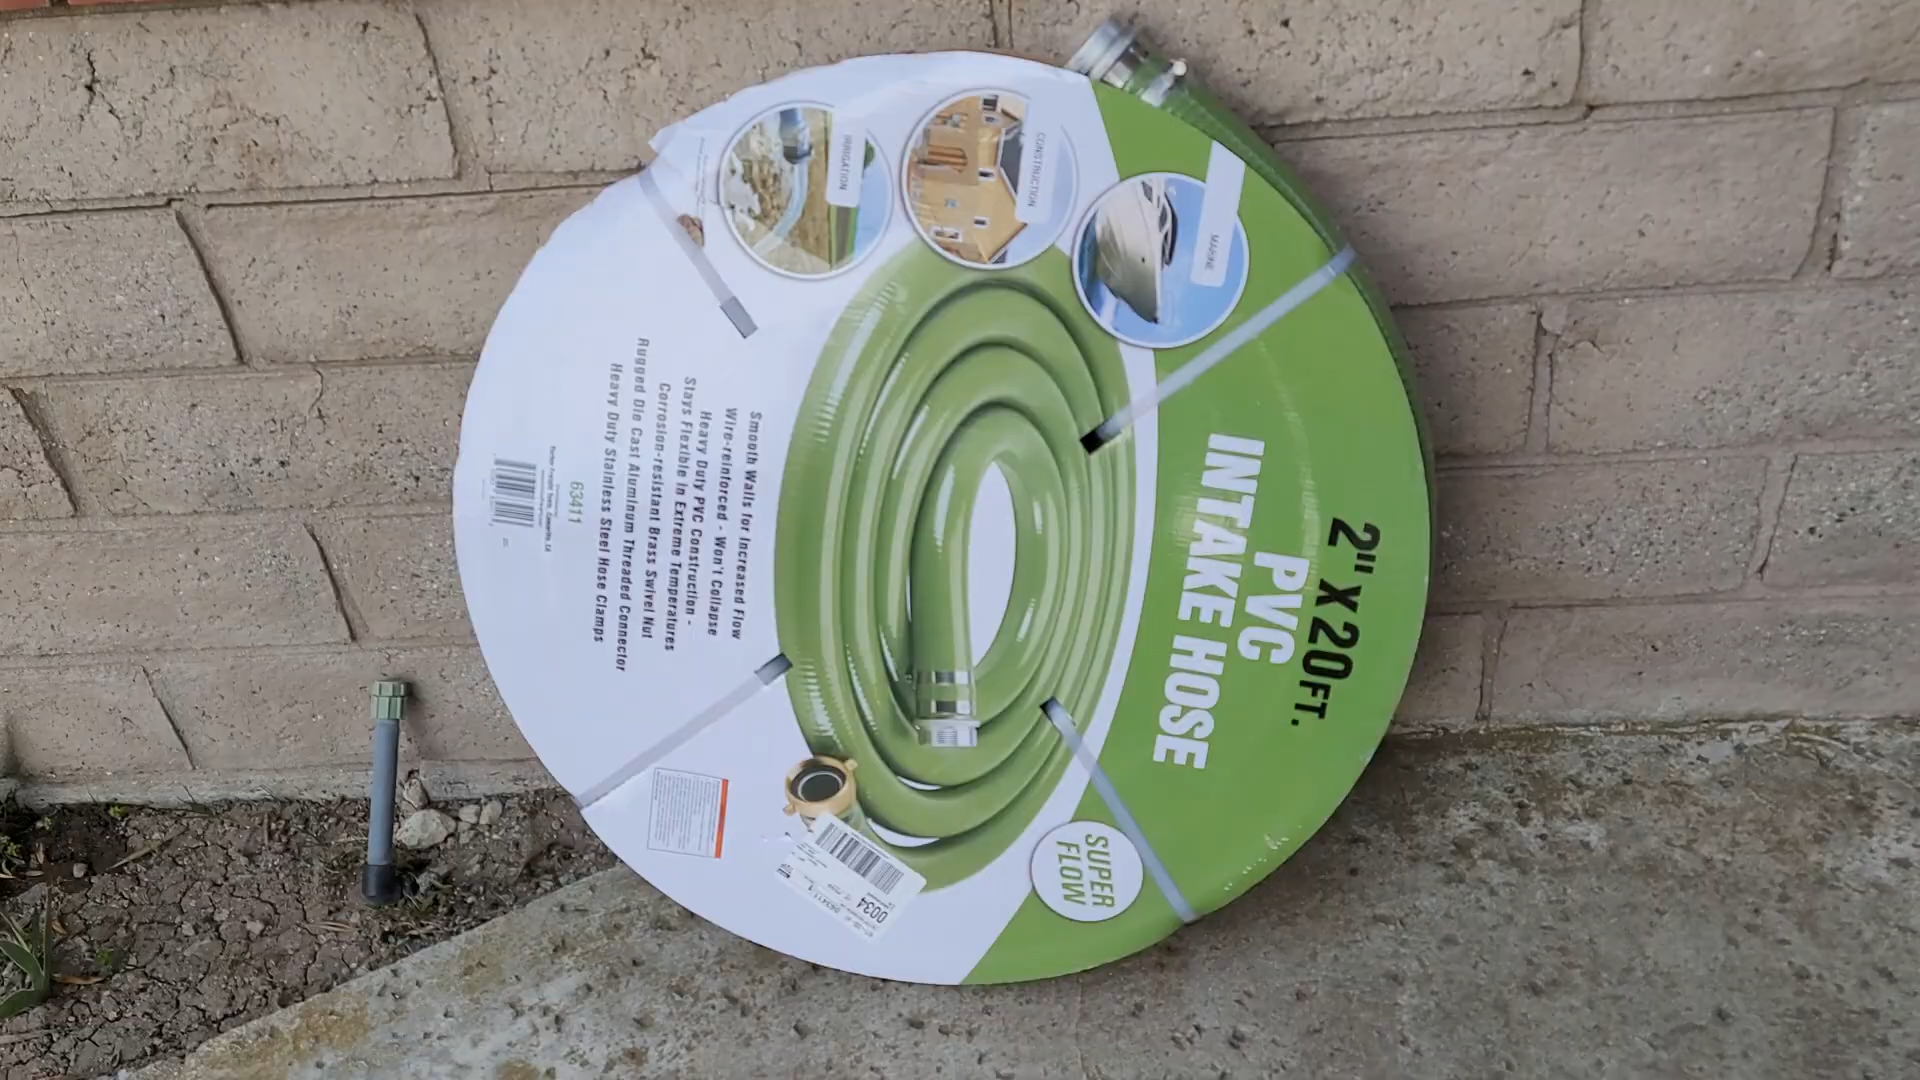 2" X 20FT.
PVC
INTAKE HOSE
MARINE
CONSTRUCTION
IRRIGATION
SUPER
FLOW
Smooth Walls for Increased Flow
Wire-reinforced - Won't Collapse
Heavy Duty PVC Construction -
Stays Flexible in Extreme Temperatures
Corrosion-resistant Brass Swivel Nut
Rugged Die Cast Aluminum Threaded Connector
Heavy Duty Stainless Steel Hose Clamps
63411
0034